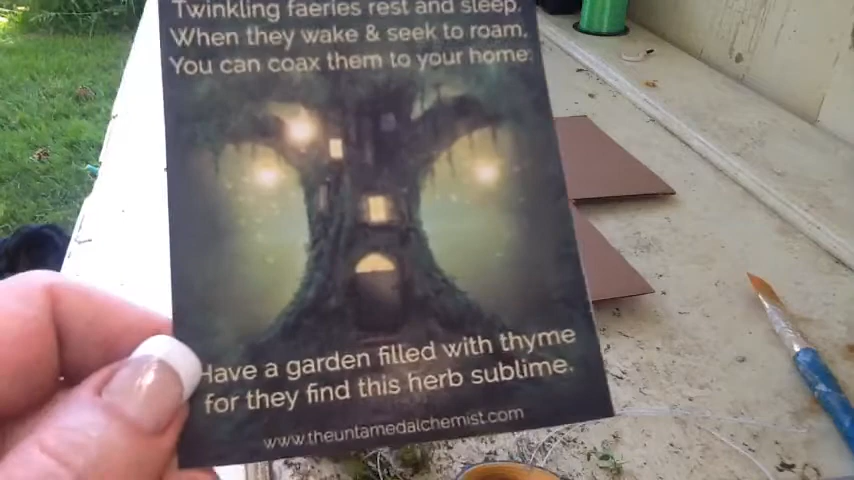 Twinkling faeries rest and sleep,
When they wake & seek to roam,
You can coax them to your home:
Have a garden filled with thyme
for they find this herb sublime.
www.theuntamedalchemist.com